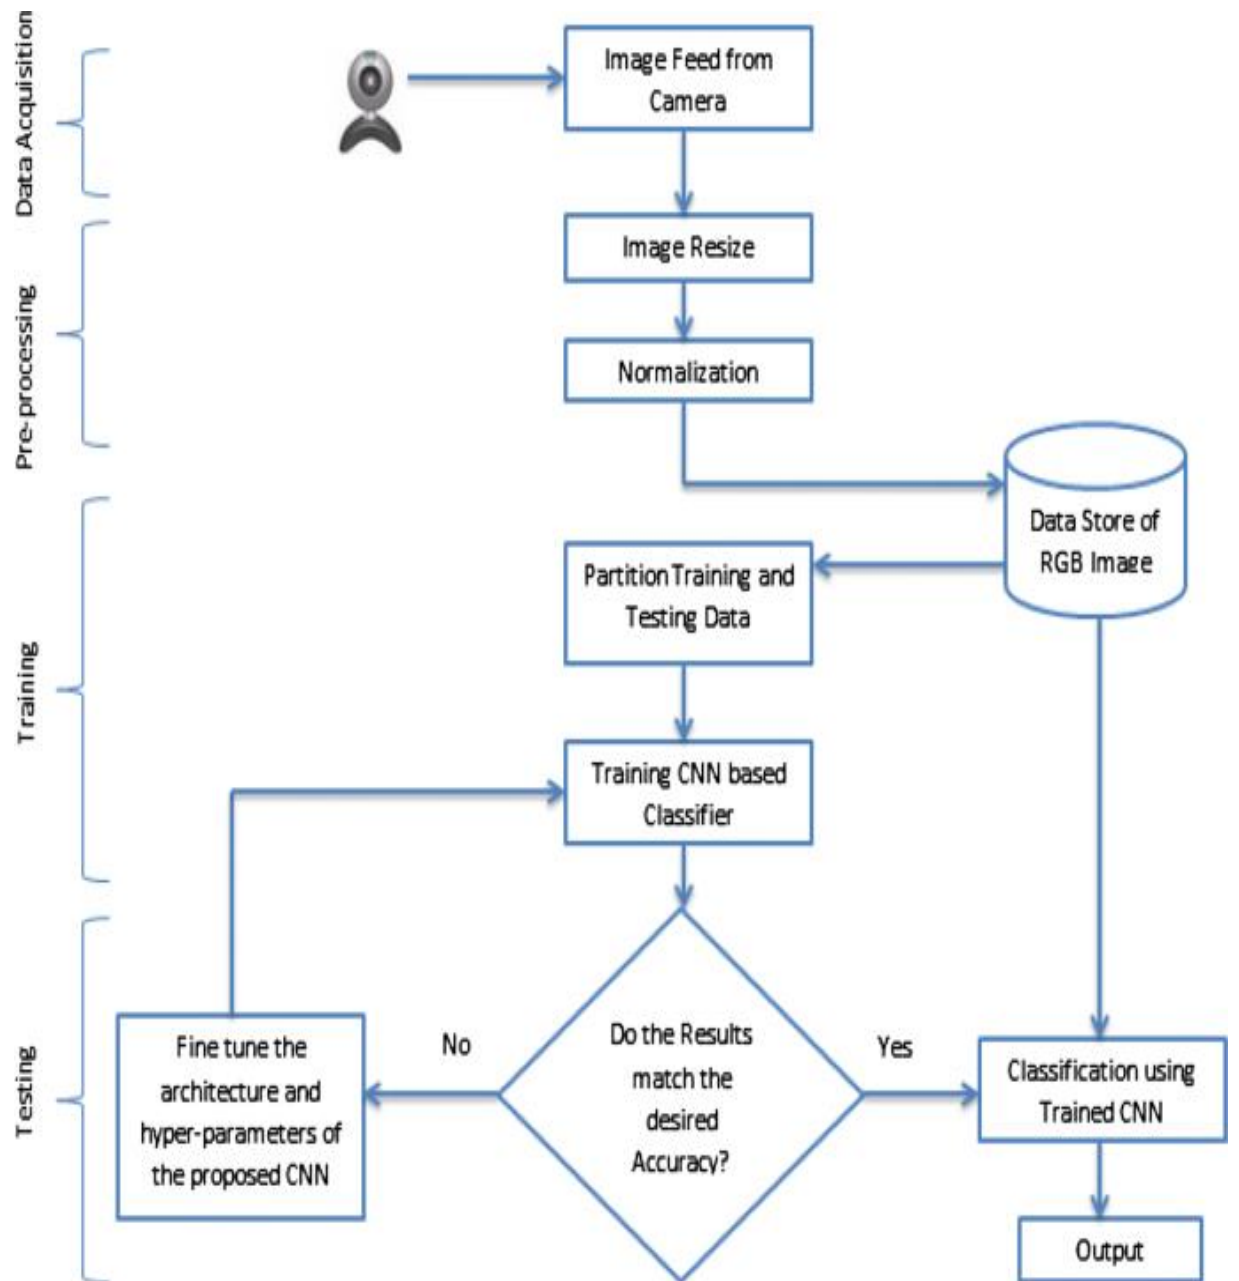 Data Acquisition
Image Feed from
Camera
Pre-processing
Image Resize
Normalization
Data Store of
RGB Image
Training
Partition Training and
Testing Data
Training CNN based
Classifier
Testing
Fine tune the
architecture and
hyper-parameters of
the proposed CNN
No
Do the Results
match the
desired
Accuracy?
Yes
Classification using
Trained CNN
Output